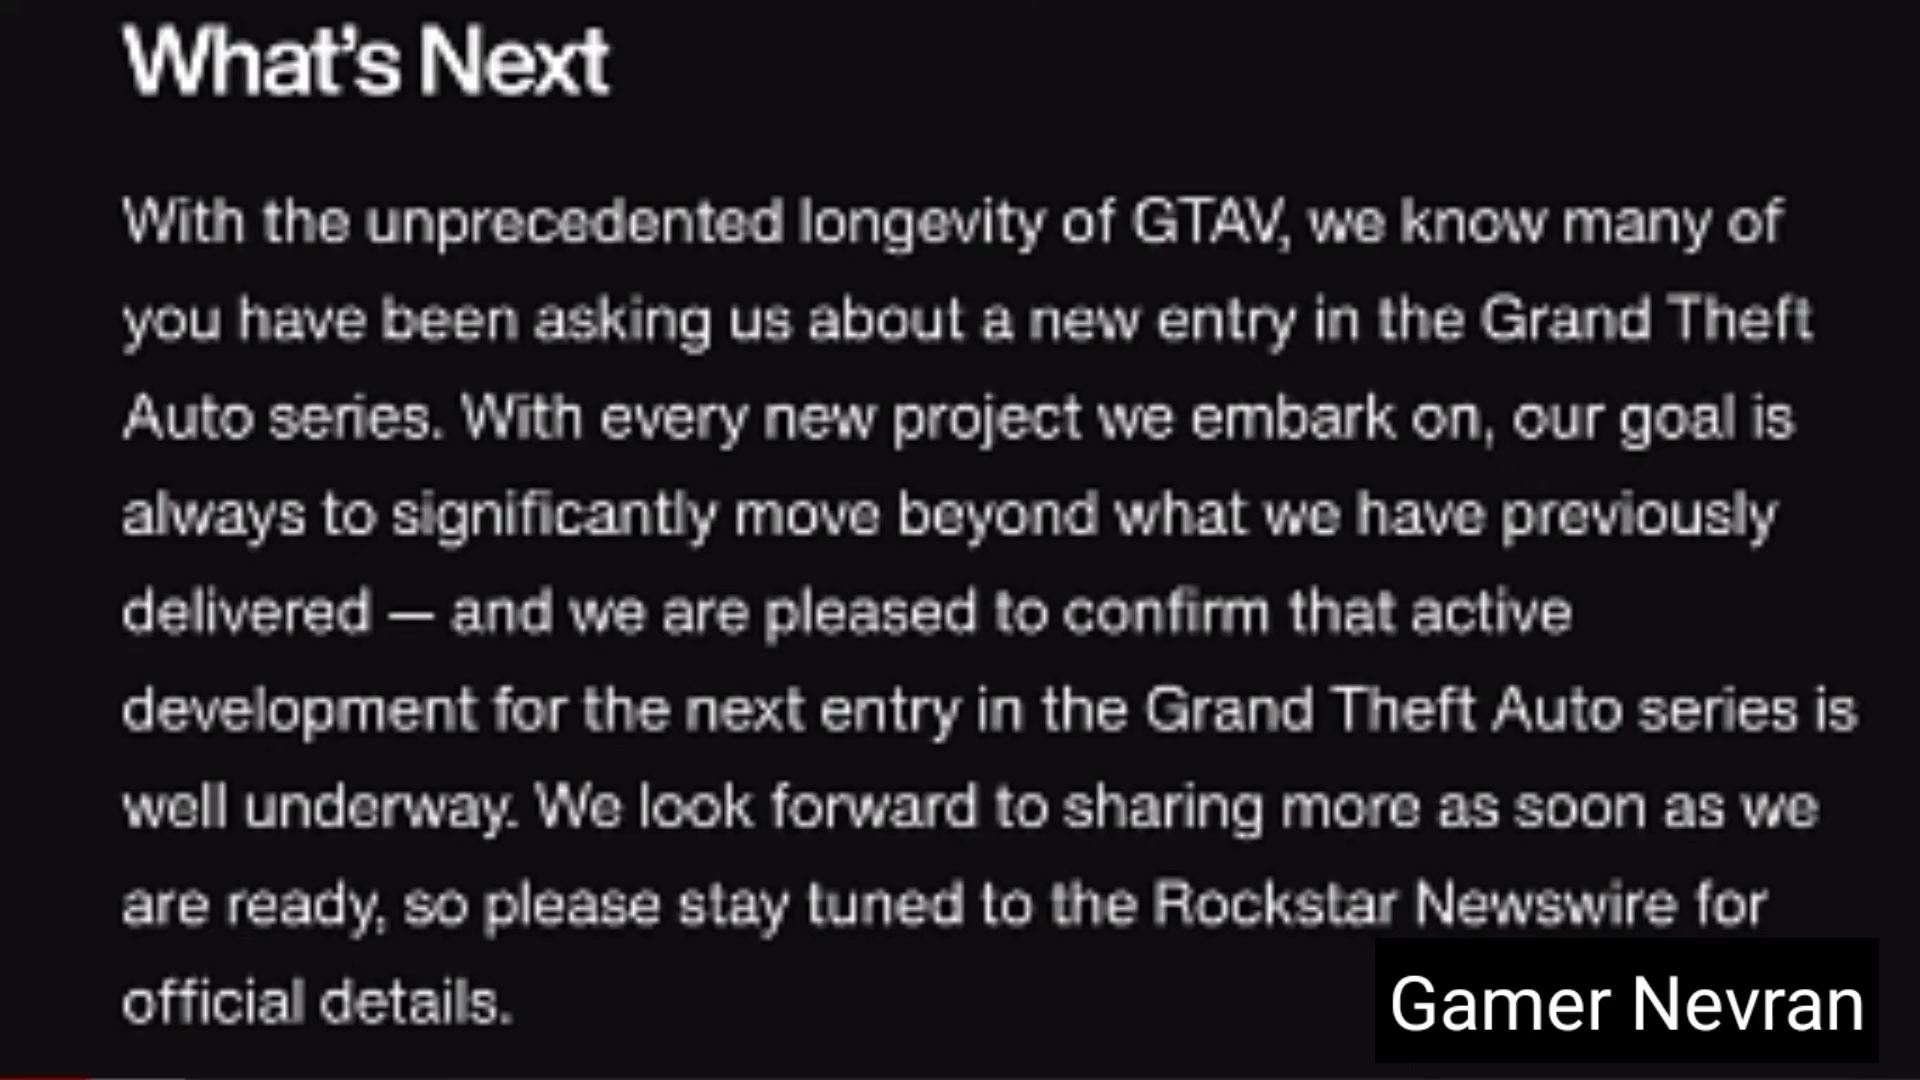 What's Next
With the unprecedented longevity of GTAV, we know many of
you have been asking us about a new entry in the Grand Theft
Auto series. With every new project we embark on, our goal is
always to significantly move beyond what we have previously
delivered — and we are pleased to confirm that active
development for the next entry in the Grand Theft Auto series is
well underway. We look forward to sharing more as soon as we
are ready, so please stay tuned to the Rockstar Newswire for
official details.
Gamer Nevran